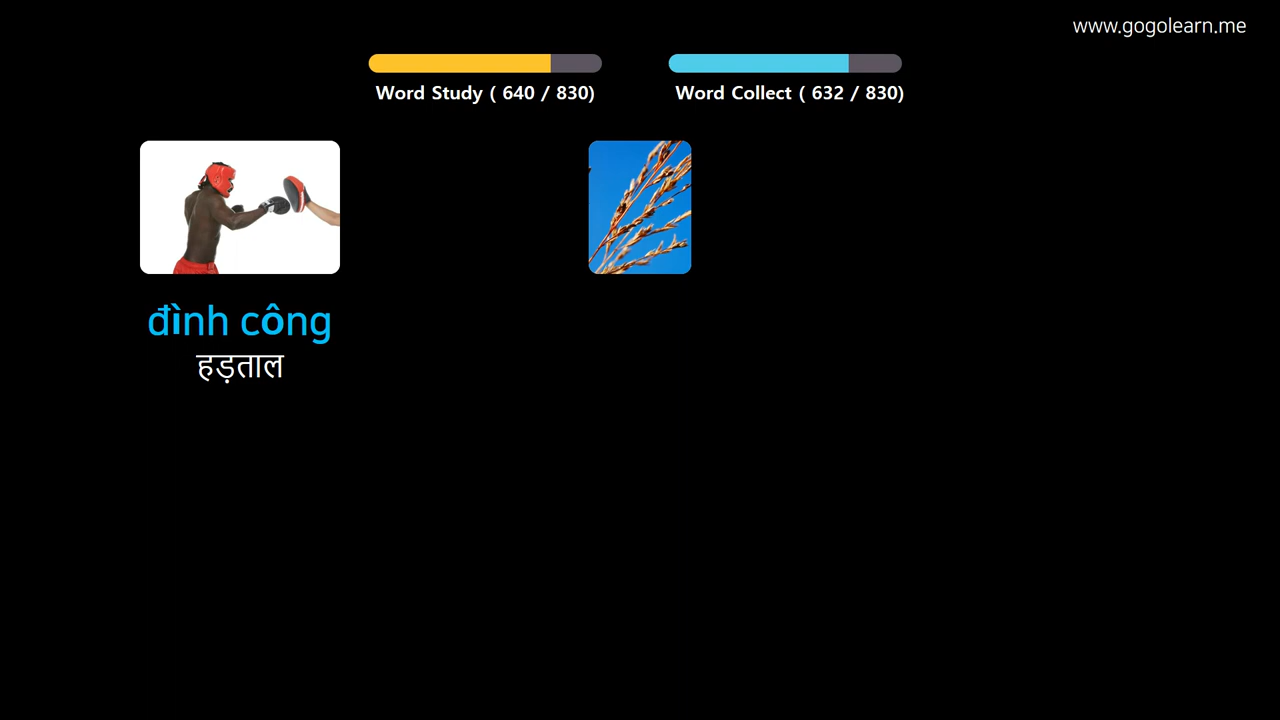 www.gogolearn.me
Word Study ( 640 / 830)
Word Collect ( 632 / 830)
đình công
हड़ताल